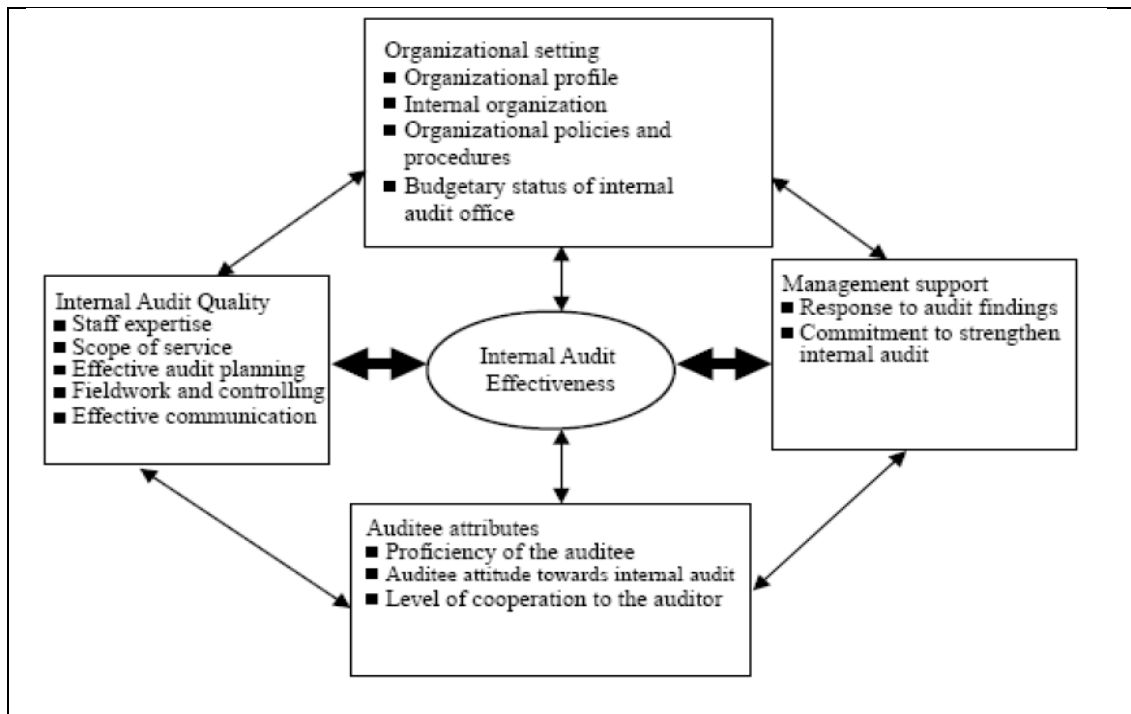 Organizational setting
■ Organizational profile
■ Internal organization
■ Organizational policies and
procedures
■ Budgetary status of internal
audit office
Internal Audit Quality
■ Staff expertise
■ Scope of service
■ Effective audit planning
■ Fieldwork and controlling
■ Effective communication
Internal Audit
Effectiveness
Management support
■ Response to audit findings
■ Commitment to strengthen
internal audit
Auditee attributes
■ Proficiency of the auditee
■ Auditee attitude towards internal audit
■ Level of cooperation to the auditor